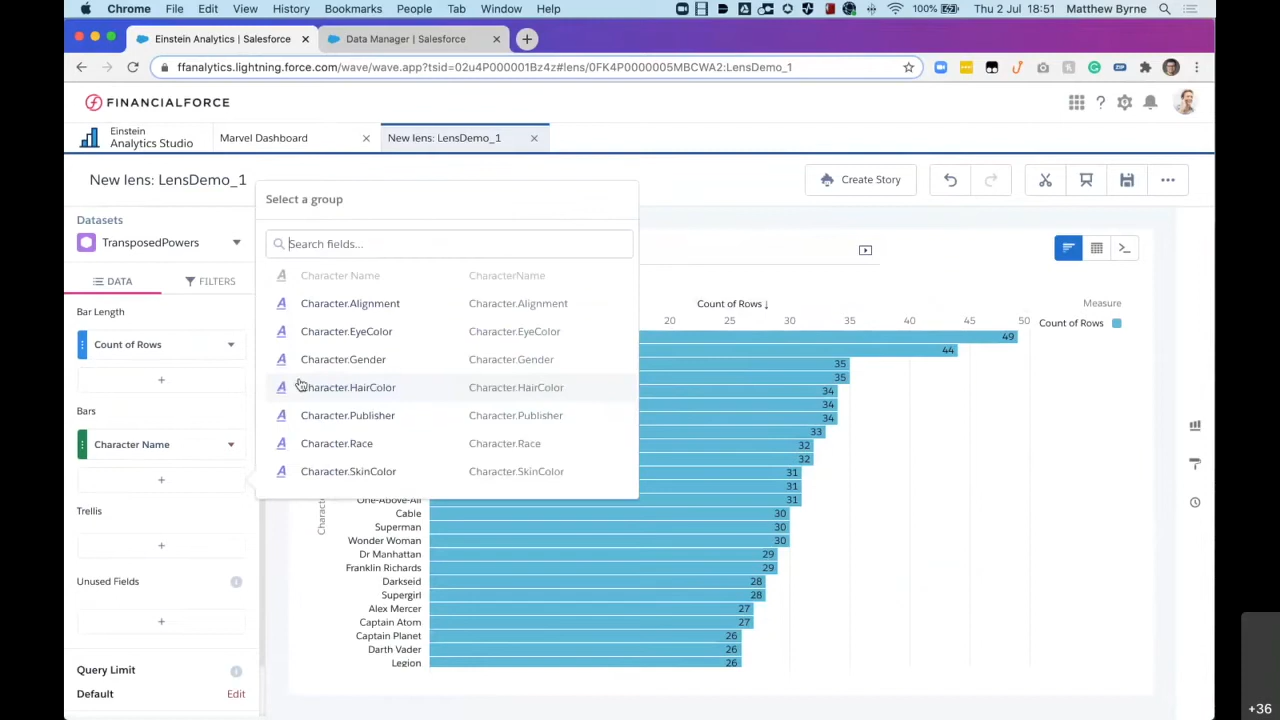 Chrome File Edit View History Bookmarks People Tab Window Help 100% Thu 2 Jul 18:51 Matthew Byrne
Einstein Analytics | Salesforce Data Manager | Salesforce
ffanalytics.lightning.force.com/wave/wave.app?tsid=02u4P000001Bz4z#lens/0FK4P0000005MBCWA2:LensDemo_1
FINANCIALFORCE
Einstein Analytics Studio Marvel Dashboard New lens: LensDemo_1
New lens: LensDemo_1 Create Story
Select a group
Datasets
TransposedPowers
Search fields...
DATA FILTERS
Character Name CharacterName
Character.Alignment Character.Alignment
Character.EyeColor Character.EyeColor
Character.Gender Character.Gender
Character.HairColor Character.HairColor
Character.Publisher Character.Publisher
Character.Race Character.Race
Character.SkinColor Character.SkinColor
Bar Length
Count of Rows
Bars
Character Name
Trellis
Unused Fields
Query Limit
Default Edit
Count of Rows↓
20 25 30 35 40 45 50
Measure
Count of Rows
49
44
35
35
34
34
34
33
32
32
31
31
One-Above-All 31
Cable 30
Superman 30
Wonder Woman 30
Dr Manhattan 29
Franklin Richards 29
Darkseid 28
Supergirl 28
Alex Mercer 27
Captain Atom 27
Captain Planet 26
Darth Vader 26
Legion 26
+36